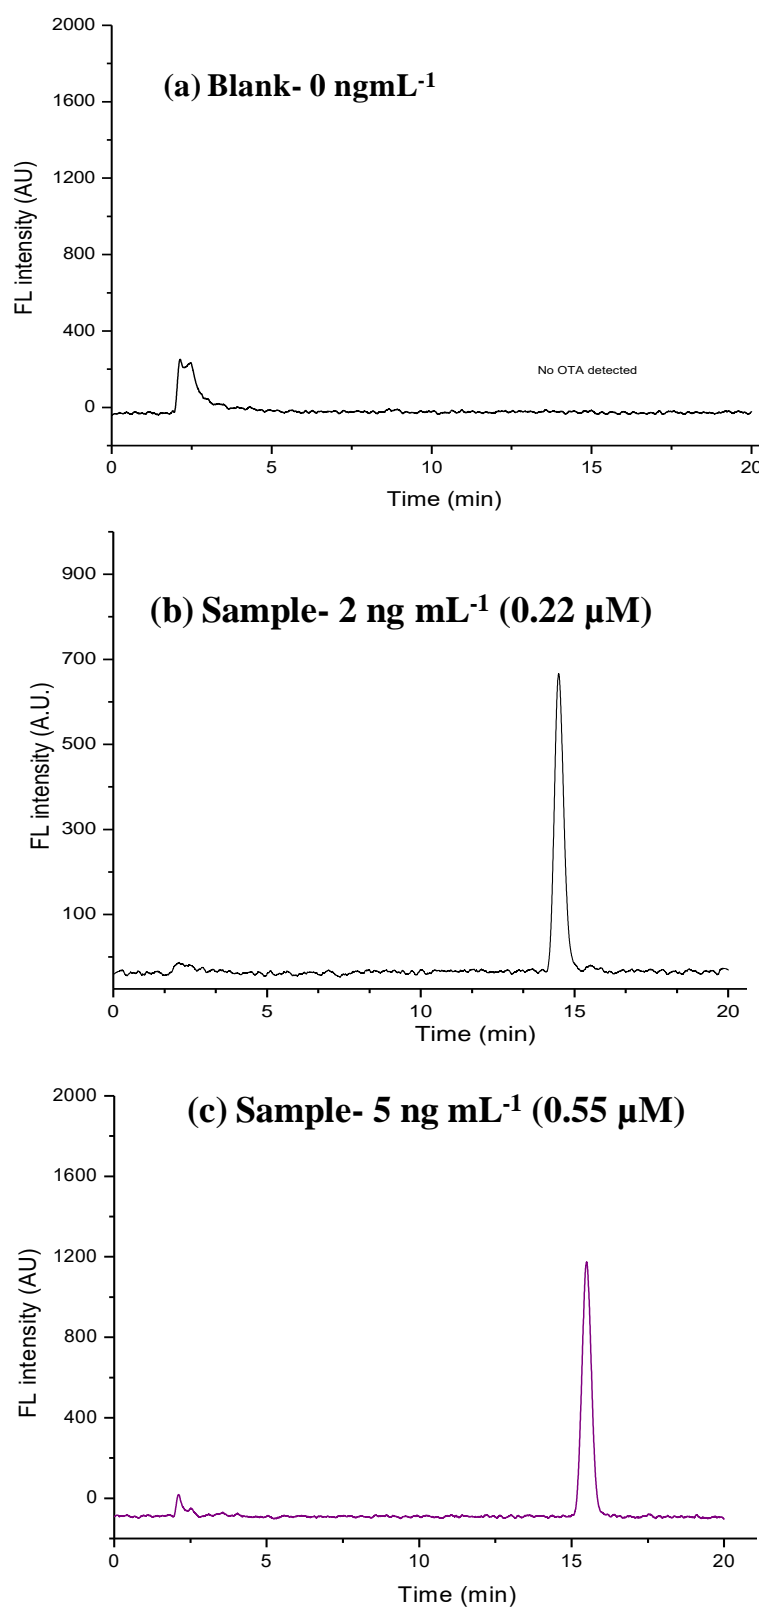 2000
(a) Blank- 0 ngmL-1
1600
1200
800
400
0
FL intensity (AU)
No OTA detected
0 5 10 15 20
Time (min)
900
(b) Sample- 2 ng mL-1 (0.22 µM)
700
500
300
100
FL intensity (A.U.)
0 5 10 15 20
Time (min)
2000
(c) Sample- 5 ng mL-1 (0.55 µM)
1600
1200
800
400
0
FL intensity (AU)
0 5 10 15 20
Time (min)